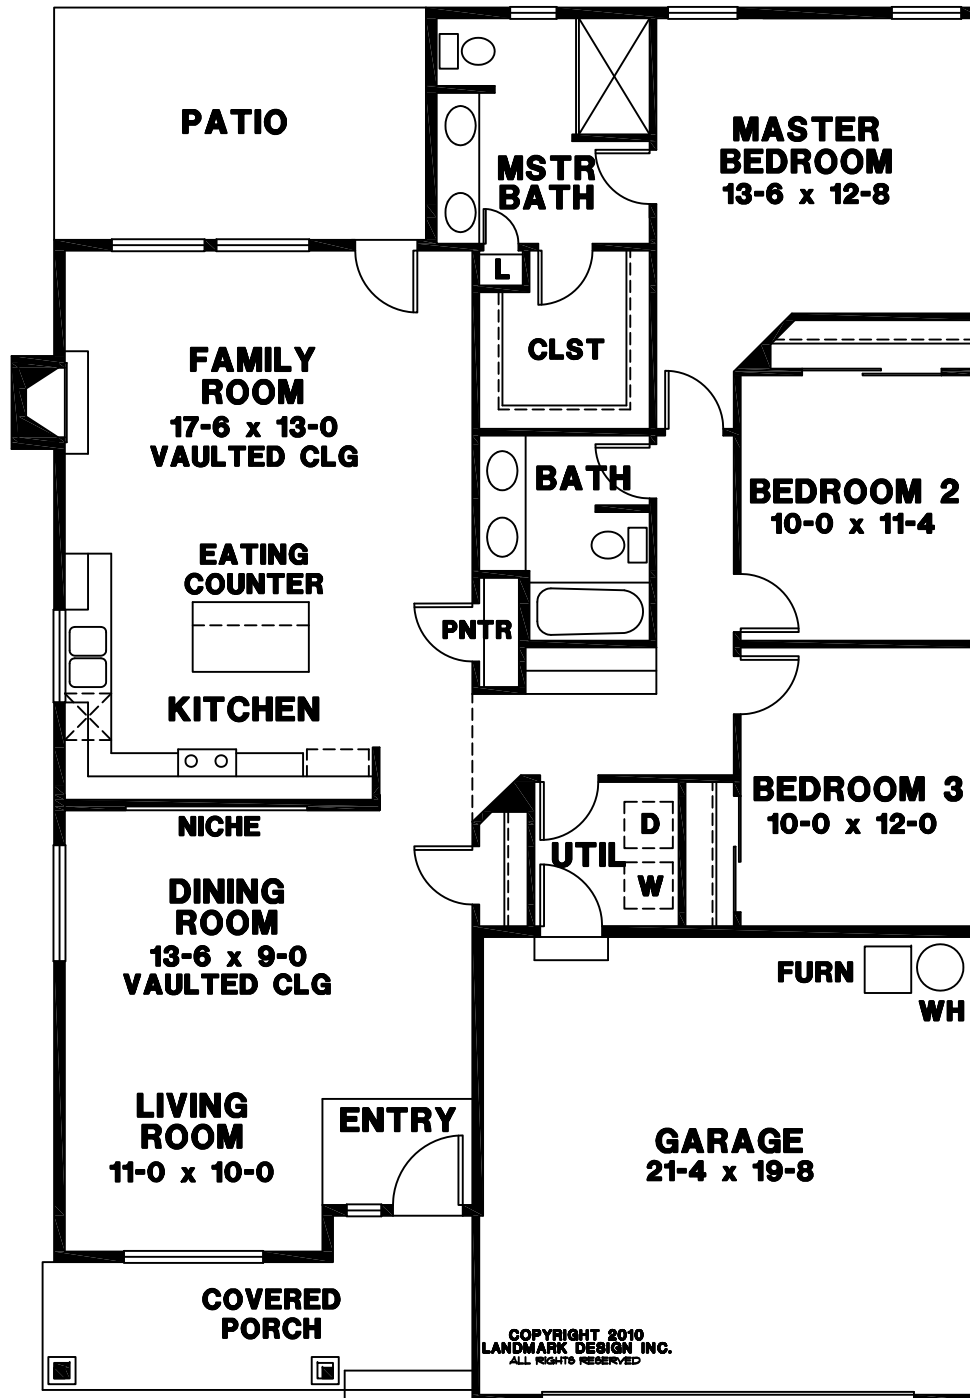 PATIO
MASTER
BEDROOM
13-6 x 12-8
MSTR
BATH
L
CLST
FAMILY
ROOM
17-6 x 13-0
VAULTED CLG
BATH
BEDROOM 2
10-0 x 11-4
EATING
COUNTER
PNTR
KITCHEN
BEDROOM 3
10-0 x 12-0
NICHE
D
UTIL
W
DINING
ROOM
13-6 x 9-0
VAULTED CLG
FURN
WH
LIVING
ROOM
11-0 x 10-0
ENTRY
GARAGE
21-4 x 19-8
COVERED
PORCH
COPYRIGHT 2010
LANDMARK DESIGN INC.
ALL RIGHTS RESERVED